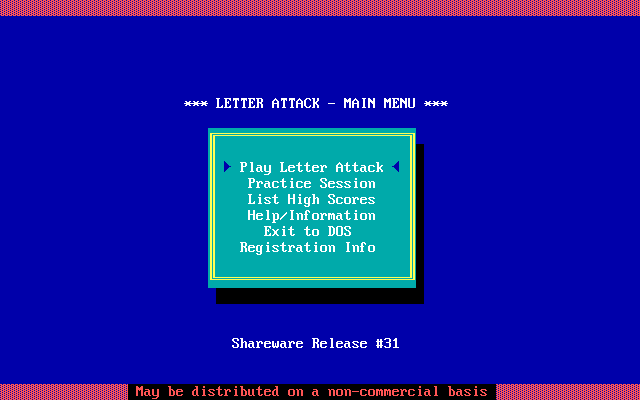 *** LETTER ATTACK - MAIN MENU ***
Play Letter Attack
Practice Session
List High Scores
Help/Information
Exit to DOS
Registration Info
Shareware Release #31
May be distributed on a non-commercial basis